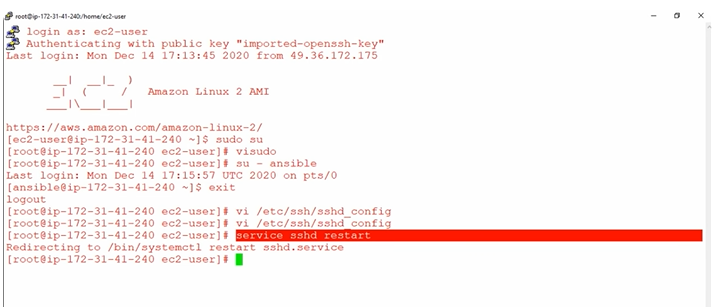 root@ip-172-31-41-240:/home/ec2-user
login as: ec2-user
Authenticating with public key "imported-openssh-key"
Last login: Mon Dec 14 17:13:45 2020 from 49.36.172.175
__|  __|_  )
_|  (     /   Amazon Linux 2 AMI
___|\___|___|
https://aws.amazon.com/amazon-linux-2/
[ec2-user@ip-172-31-41-240 ~]$ sudo su
[root@ip-172-31-41-240 ec2-user]# visudo
[root@ip-172-31-41-240 ec2-user]# su - ansible
Last login: Mon Dec 14 17:15:57 UTC 2020 on pts/0
[ansible@ip-172-31-41-240 ~]$ exit
logout
[root@ip-172-31-41-240 ec2-user]# vi /etc/ssh/sshd_config
[root@ip-172-31-41-240 ec2-user]# vi /etc/ssh/sshd_config
[root@ip-172-31-41-240 ec2-user]# service sshd restart
Redirecting to /bin/systemctl restart sshd.service
[root@ip-172-31-41-240 ec2-user]#